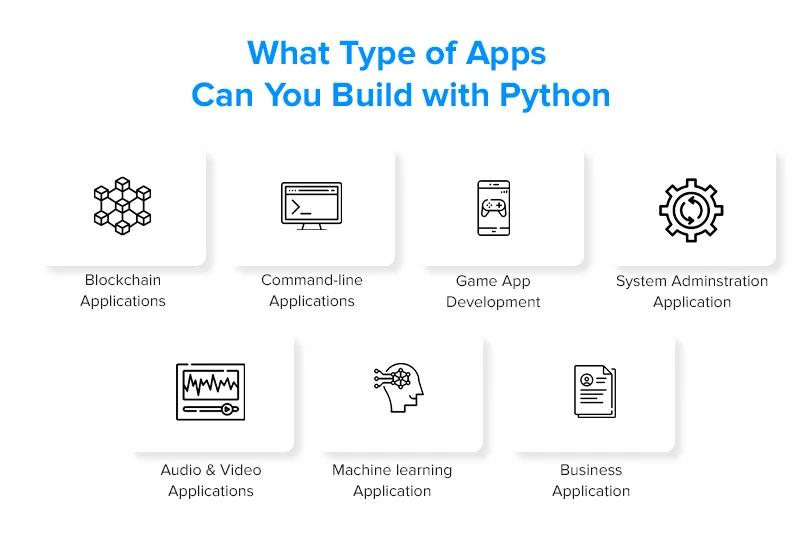 What Type of Apps
Can You Build with Python
Blockchain
Applications
Command-line
Applications
Game App
Development
System Adminstration
Application
Audio & Video
Applications
Machine learning
Application
Business
Application